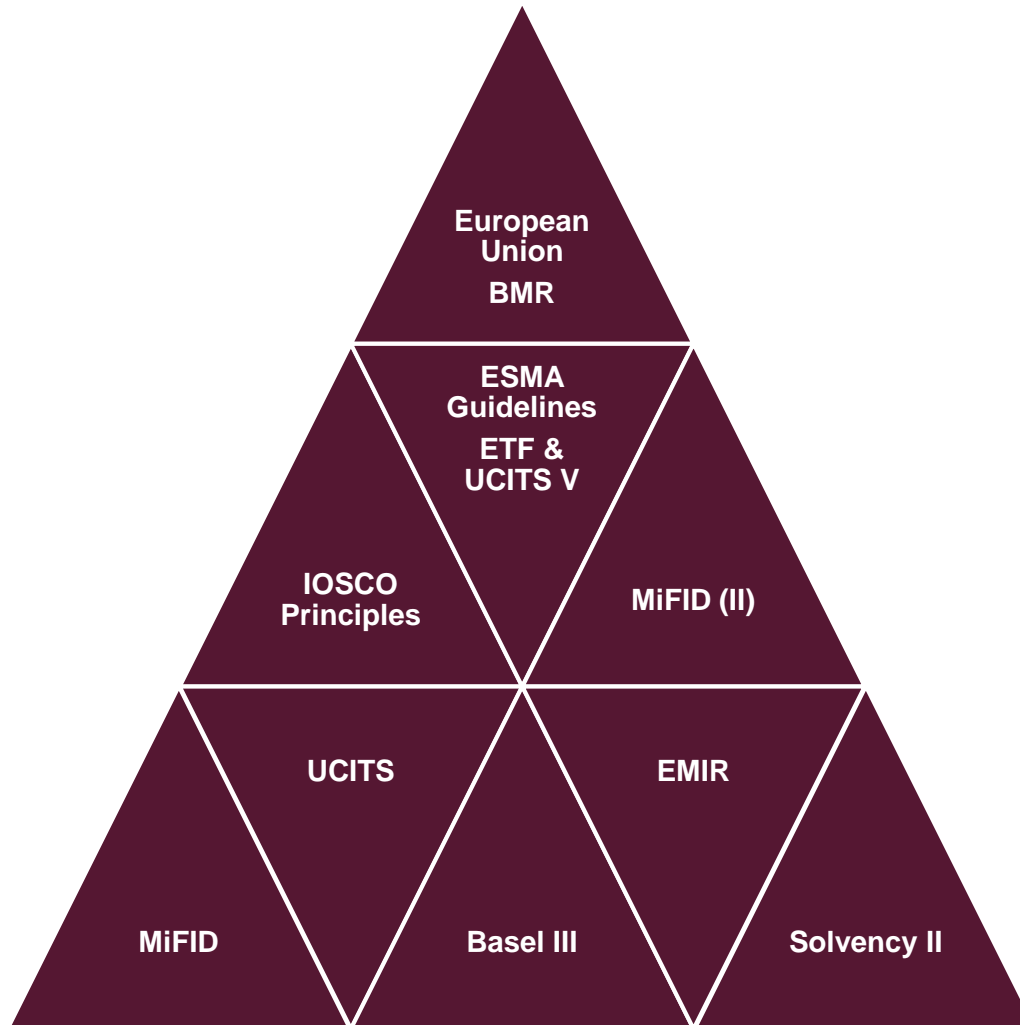 European
Union
BMR
ESMA
Guidelines
ETF &
UCITS V
IOSCO
Principles
MiFID (II)
UCITS
EMIR
MiFID
Basel III
Solvency II